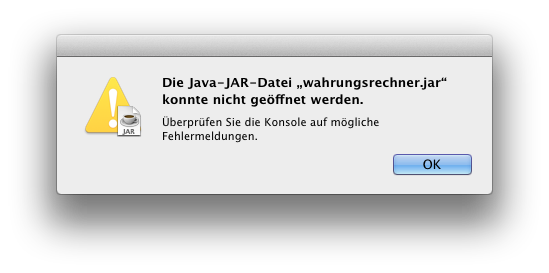 Die Java-JAR-Datei „wahrungsrechner.jar“
konnte nicht geöffnet werden.
Überprüfen Sie die Konsole auf mögliche
Fehlermeldungen.
JAR
OK